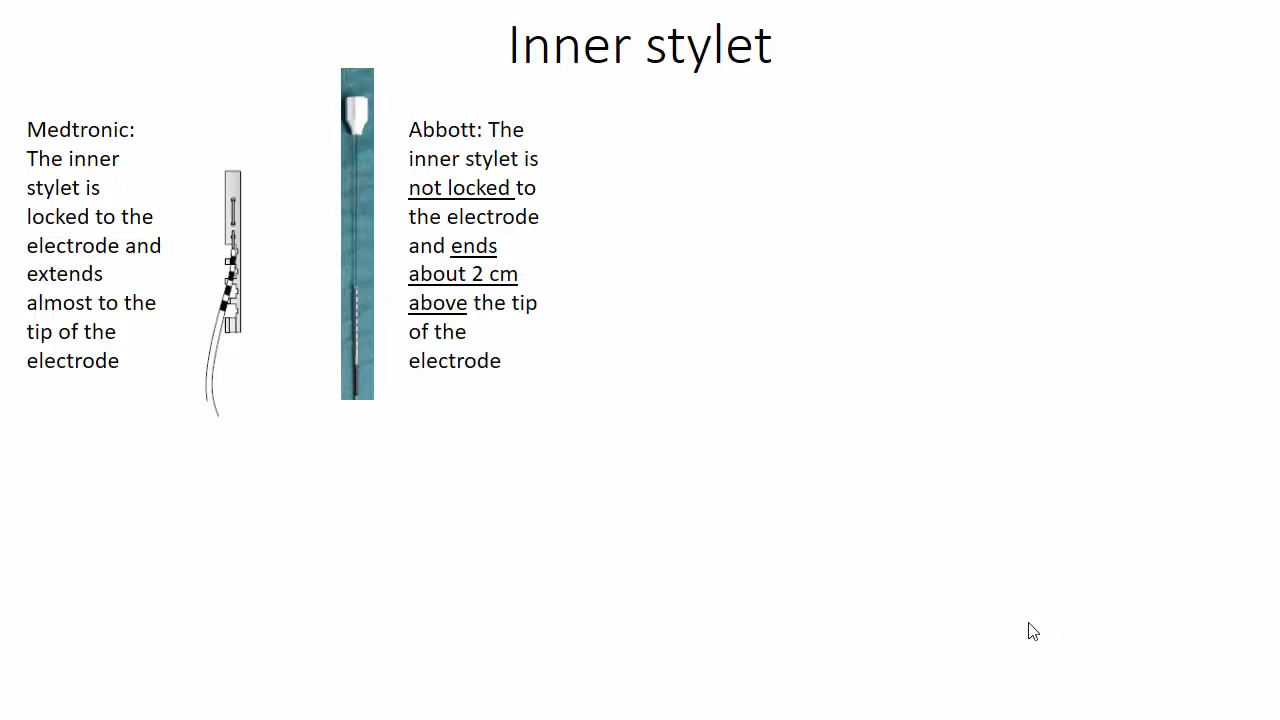 Inner stylet
Medtronic:
The inner
stylet is
locked to the
electrode and
extends
almost to the
tip of the
electrode
Abbott: The
inner stylet is
not locked to
the electrode
and ends
about 2 cm
above the tip
of the
electrode